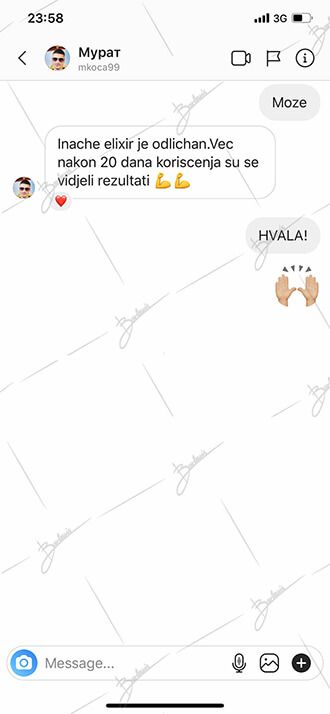 23:58
3G
Мурат
mkoca99
Moze
Inache elixir je odlichan.Vec
nakon 20 dana koriscenja su se
vidjeli rezultati 💪💪
❤️
HVALA!
🙌🏼
Message...